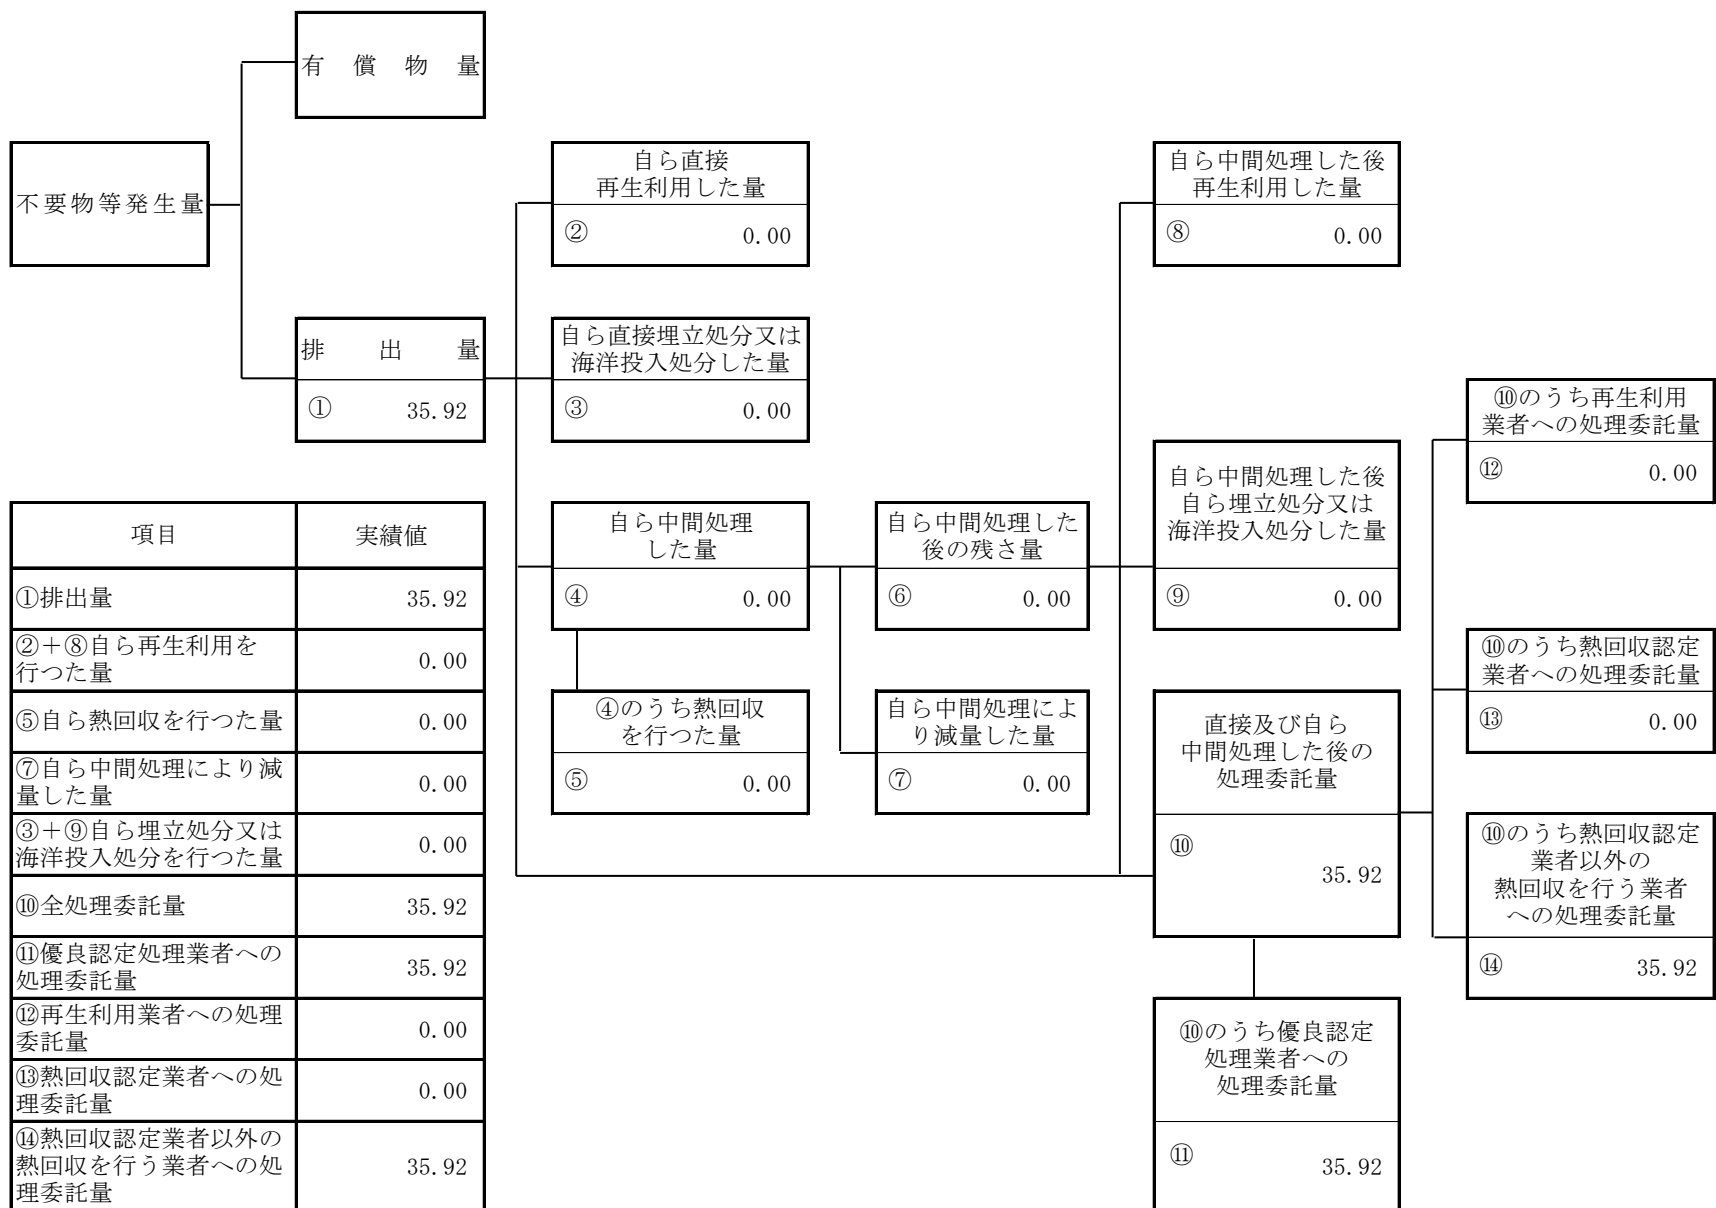 有償物量
不要物等発生量
排出量
① 35.92
自ら直接
再生利用した量
② 0.00
自ら直接埋立処分又は
海洋投入処分した量
③ 0.00
自ら中間処理
した量
④ 0.00
④のうち熱回収
を行つた量
⑤ 0.00
自ら中間処理した
後の残さ量
⑥ 0.00
自ら中間処理によ
り減量した量
⑦ 0.00
自ら中間処理した後
再生利用した量
⑧ 0.00
自ら中間処理した後
自ら埋立処分又は
海洋投入処分した量
⑨ 0.00
直接及び自ら
中間処理した後の
処理委託量
⑩
35.92
⑩のうち優良認定
処理業者への
処理委託量
⑪ 35.92
⑩のうち再生利用
業者への処理委託量
⑫ 0.00
⑩のうち熱回収認定
業者への処理委託量
⑬ 0.00
⑩のうち熱回収認定
業者以外の
熱回収を行う業者
への処理委託量
⑭ 35.92
項目 実績値
①排出量 35.92
②+⑧自ら再生利用を
行つた量 0.00
⑤自ら熱回収を行つた量 0.00
⑦自ら中間処理により減
量した量 0.00
③+⑨自ら埋立処分又は
海洋投入処分を行つた量 0.00
⑩全処理委託量 35.92
⑪優良認定処理業者への
処理委託量 35.92
⑫再生利用業者への処理
委託量 0.00
⑬熱回収認定業者への処
理委託量 0.00
⑭熱回収認定業者以外の
熱回収を行う業者への処
理委託量 35.92